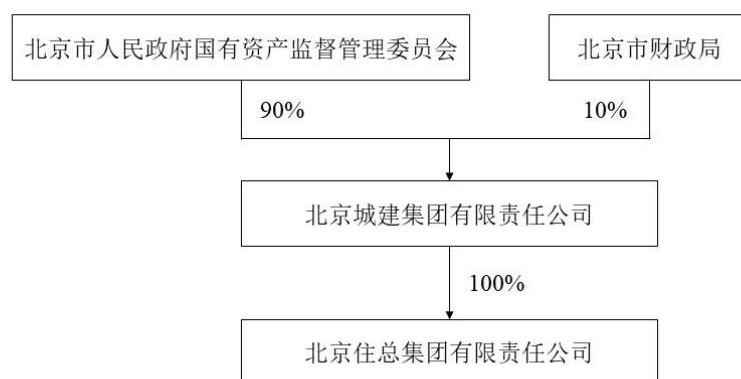 北京市人民政府国有资产监督管理委员会
北京市财政局
90%
10%
北京城建集团有限责任公司
100%
北京住总集团有限责任公司